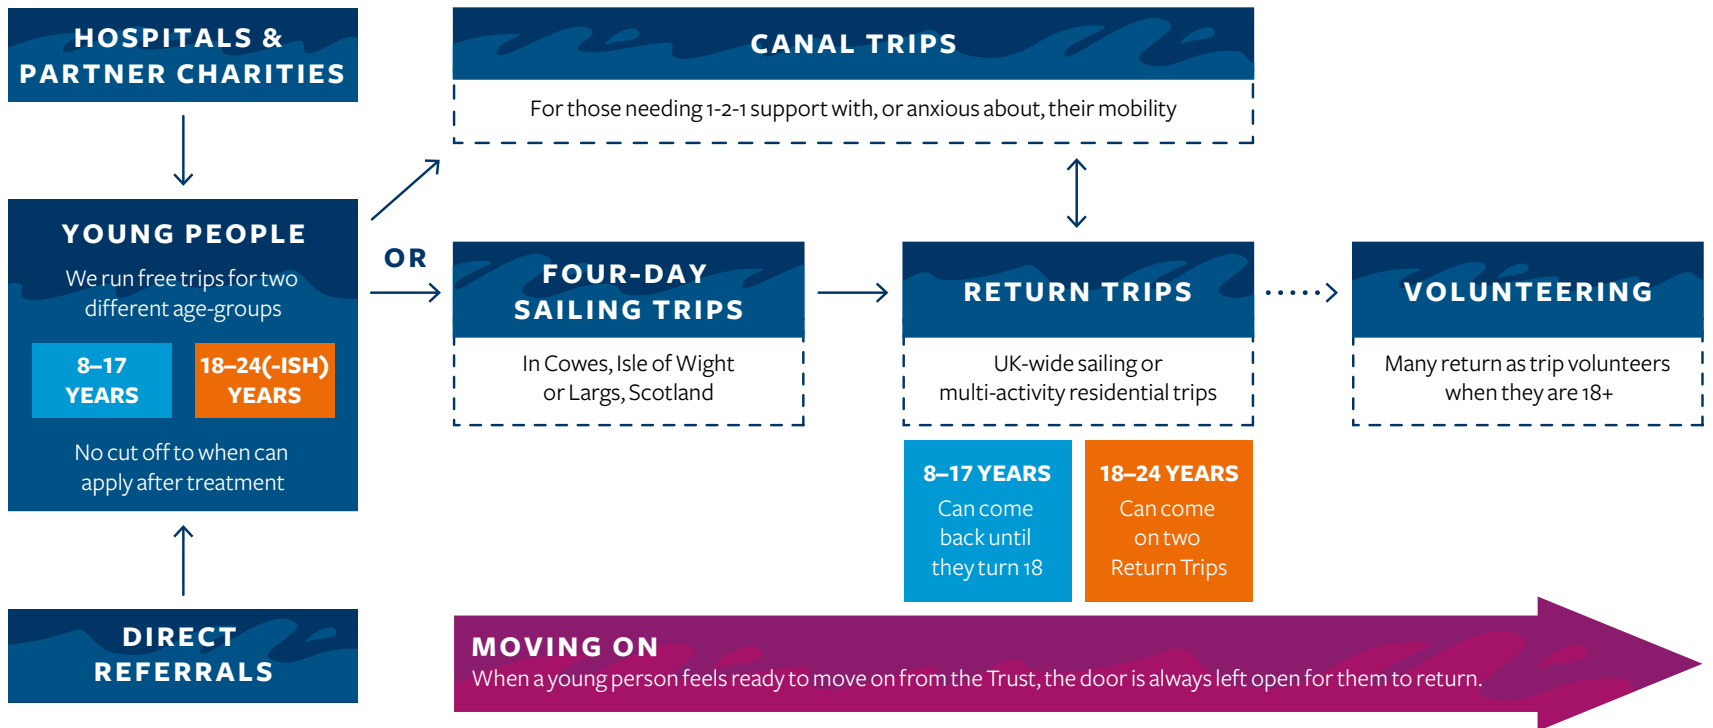 HOSPITALS &
PARTNER CHARITIES
YOUNG PEOPLE
We run free trips for two
different age-groups
8–17
YEARS
18–24(-ISH)
YEARS
No cut off to when can
apply after treatment
DIRECT
REFERRALS
OR
CANAL TRIPS
For those needing 1-2-1 support with, or anxious about, their mobility
FOUR-DAY
SAILING TRIPS
In Cowes, Isle of Wight
or Largs, Scotland
RETURN TRIPS
UK-wide sailing or
multi-activity residential trips
8–17 YEARS
Can come
back until
they turn 18
18–24 YEARS
Can come
on two
Return Trips
VOLUNTEERING
Many return as trip volunteers
when they are 18+
MOVING ON
When a young person feels ready to move on from the Trust, the door is always left open for them to return.